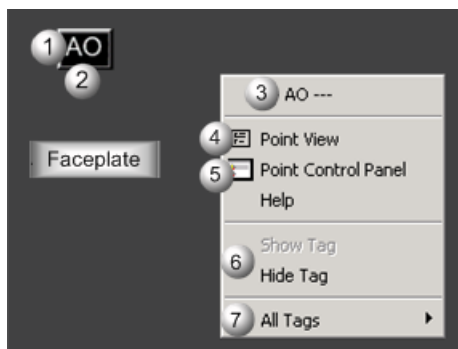 1 AO
2
3 AO ---
4 Point View
Faceplate
5 Point Control Panel
Help
Show Tag
6
Hide Tag
7 All Tags